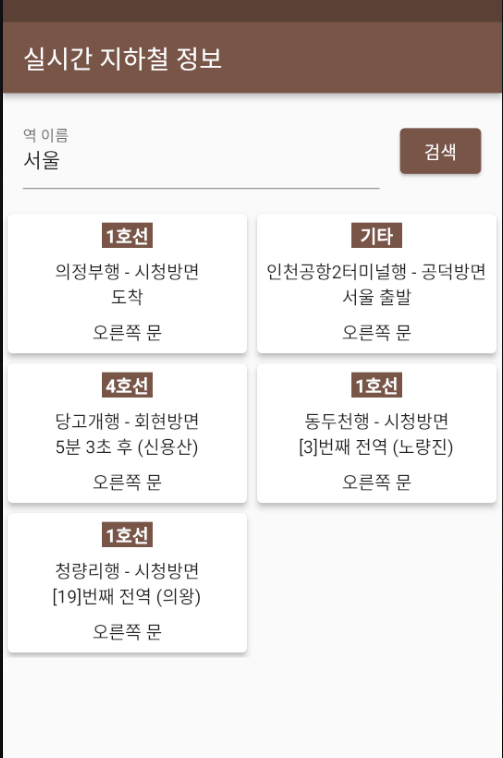 실시간 지하철 정보
역 이름
서울
검색
1호선
의정부행 - 시청방면
도착
오른쪽 문
기타
인천공항2터미널행 - 공덕방면
서울 출발
오른쪽 문
4호선
당고개행 - 회현방면
5분 3초 후 (신용산)
오른쪽 문
1호선
동두천행 - 시청방면
[3]번째 전역 (노량진)
오른쪽 문
1호선
청량리행 - 시청방면
[19]번째 전역 (의왕)
오른쪽 문